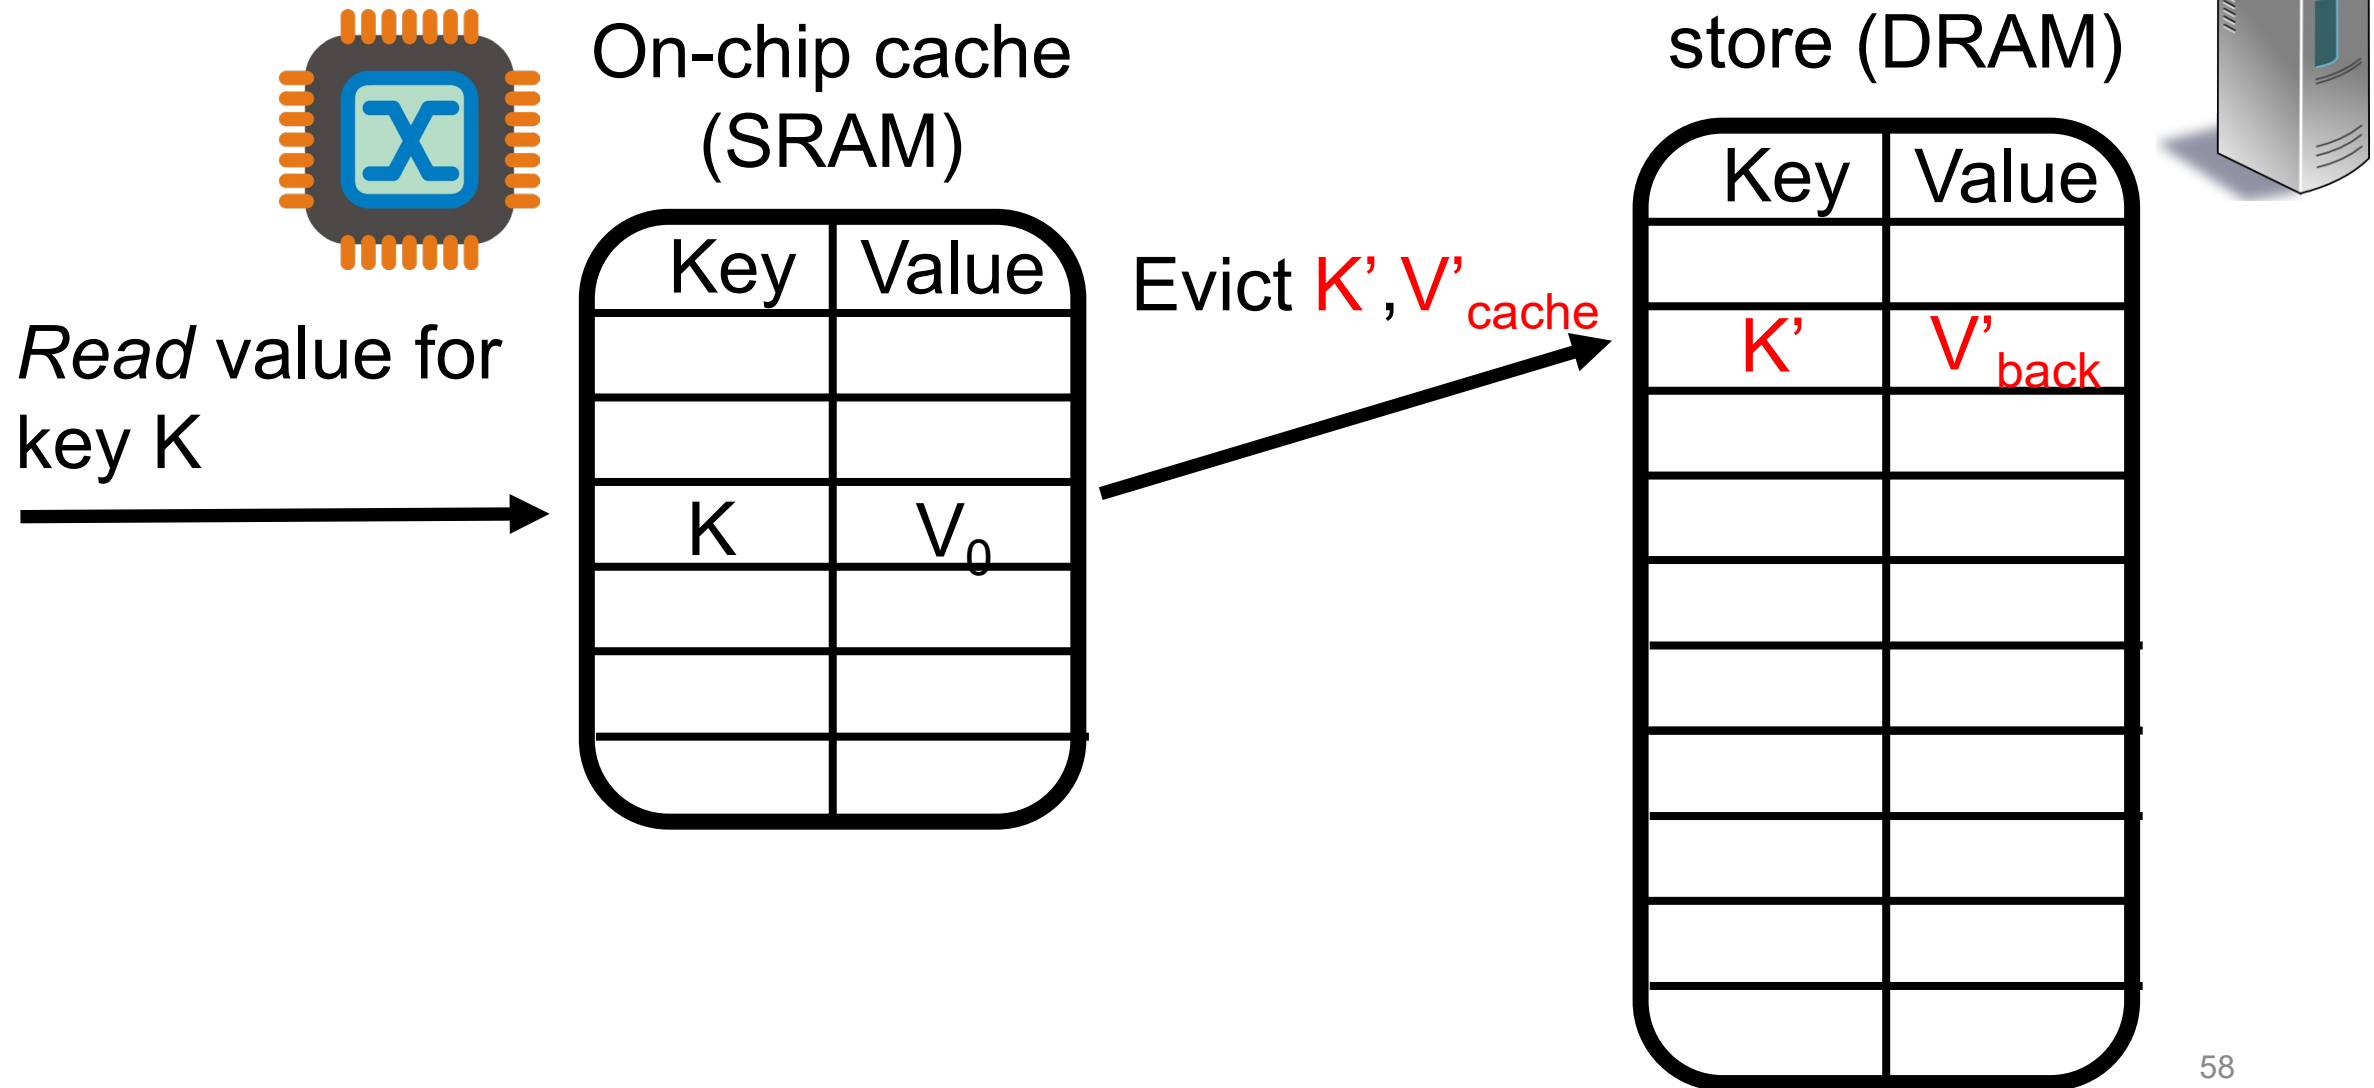 On-chip cache
(SRAM)
store (DRAM)
Key Value
Key Value
Read value for
key K
Evict K’,V’cache
K’ V’back
K V0
58